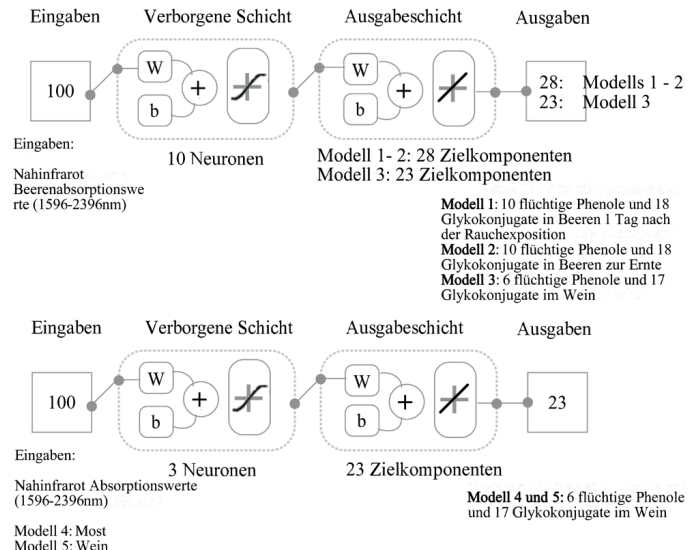 Eingaben
Verborgene Schicht
Ausgabeschicht
Ausgaben
100
W
b
+
W
b
+
28: Modells 1 - 2
23: Modell 3
Eingaben:
10 Neuronen
Modell 1- 2: 28 Zielkomponenten
Modell 3: 23 Zielkomponenten
Nahinfrarot
Beerenabsorptionswe
rte (1596-2396nm)
Modell 1: 10 flüchtige Phenole und 18
Glykokonjugate in Beeren 1 Tag nach
der Rauchexposition
Modell 2: 10 flüchtige Phenole und 18
Glykokonjugate in Beeren zur Ernte
Modell 3: 6 flüchtige Phenole und 17
Glykokonjugate im Wein
Eingaben
Verborgene Schicht
Ausgabeschicht
Ausgaben
100
W
b
+
W
b
+
23
Eingaben:
3 Neuronen
23 Zielkomponenten
Nahinfrarot Absorptionswerte
(1596-2396nm)
Modell 4: Most
Modell 5: Wein
Modell 4 und 5: 6 flüchtige Phenole
und 17 Glykokonjugate im Wein